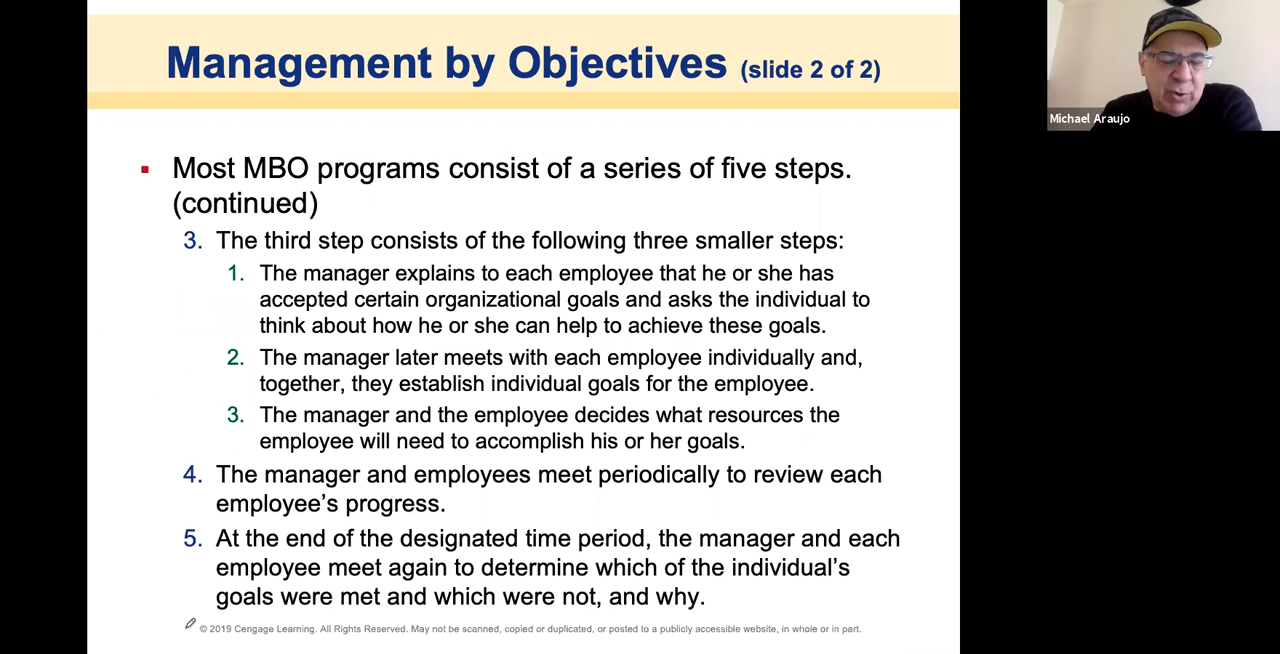 Management by Objectives (slide 2 of 2)
Michael Araujo
▪ Most MBO programs consist of a series of five steps.
(continued)
3. The third step consists of the following three smaller steps:
1. The manager explains to each employee that he or she has
accepted certain organizational goals and asks the individual to
think about how he or she can help to achieve these goals.
2. The manager later meets with each employee individually and,
together, they establish individual goals for the employee.
3. The manager and the employee decides what resources the
employee will need to accomplish his or her goals.
4. The manager and employees meet periodically to review each
employee’s progress.
5. At the end of the designated time period, the manager and each
employee meet again to determine which of the individual’s
goals were met and which were not, and why.
© 2019 Cengage Learning. All Rights Reserved. May not be scanned, copied or duplicated, or posted to a publicly accessible website, in whole or in part.